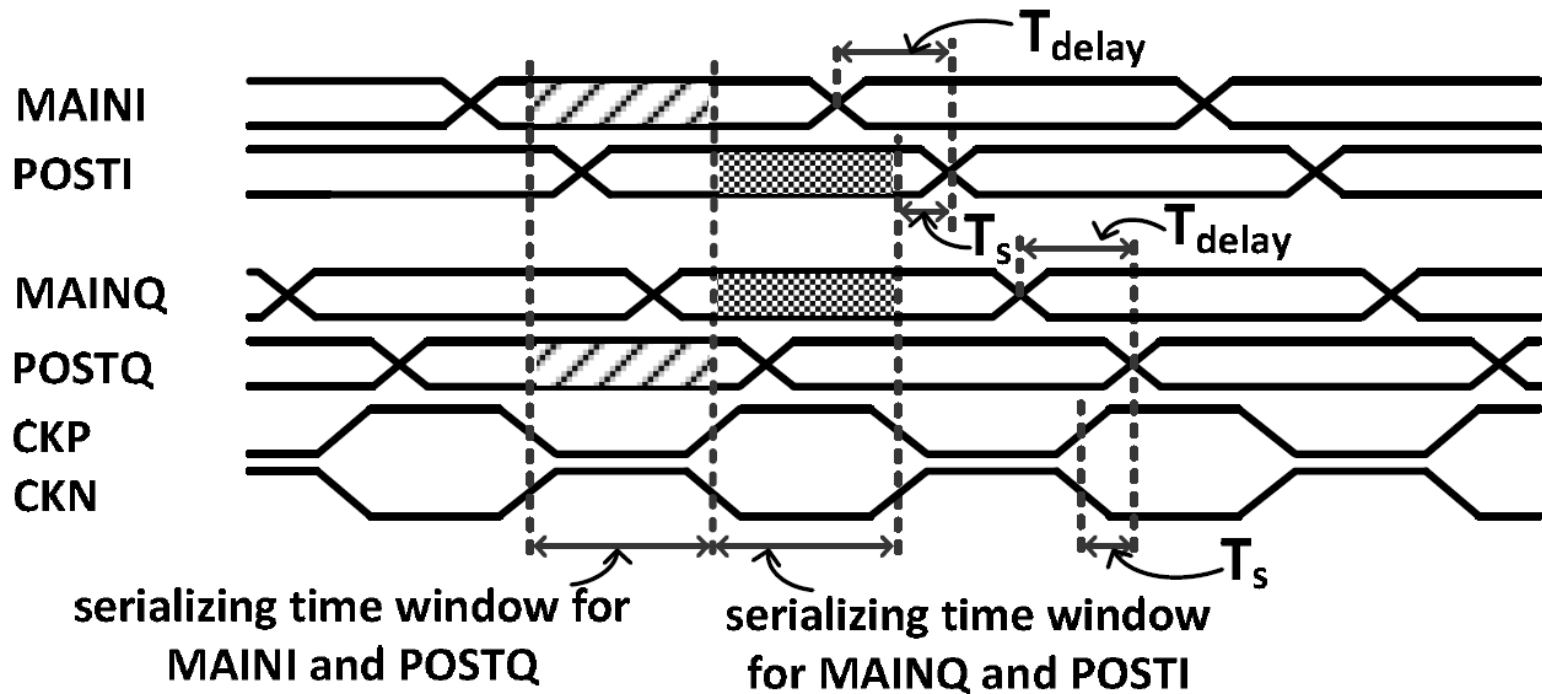 T_delay
MAINI
POSTI
T_s
T_delay
MAINQ
POSTQ
CKP
CKN
T_s
serializing time window for
MAINI and POSTQ
serializing time window
for MAINQ and POSTI